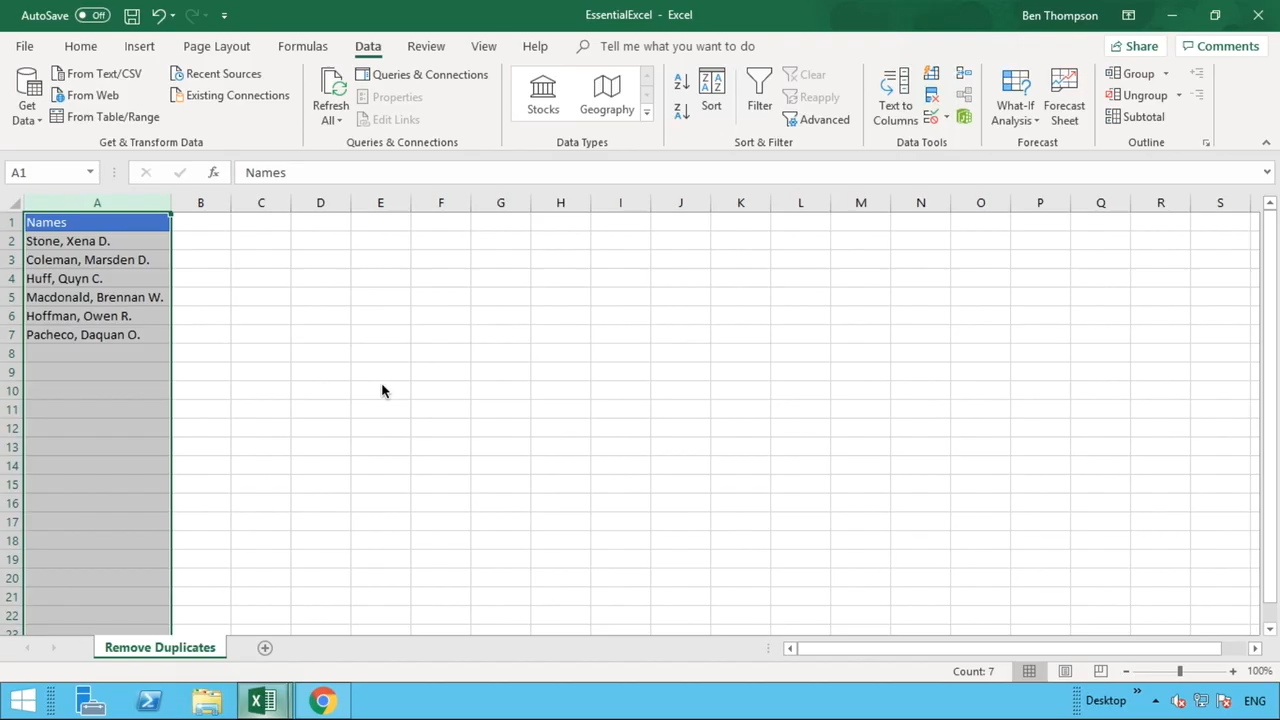 AutoSave Off EssentialExcel - Excel Ben Thompson
File Home Insert Page Layout Formulas Data Review View Help Tell me what you want to do Share Comments
Get Data
From Text/CSV
From Web
From Table/Range
Recent Sources
Existing Connections
Get & Transform Data
Refresh All
Queries & Connections
Properties
Edit Links
Queries & Connections
Stocks
Geography
Data Types
Sort
Filter
Clear
Reapply
Advanced
Sort & Filter
Text to Columns
Data Tools
What-If Analysis
Forecast Sheet
Forecast
Group
Ungroup
Subtotal
Outline
A1 fx Names
A B C D E F G H I J K L M N O P Q R S
1 Names
2 Stone, Xena D.
3 Coleman, Marsden D.
4 Huff, Quyn C.
5 Macdonald, Brennan W.
6 Hoffman, Owen R.
7 Pacheco, Daquan O.
8
9
10
11
12
13
14
15
16
17
18
19
20
21
22
23
Remove Duplicates
Count: 7 100%
Desktop ENG